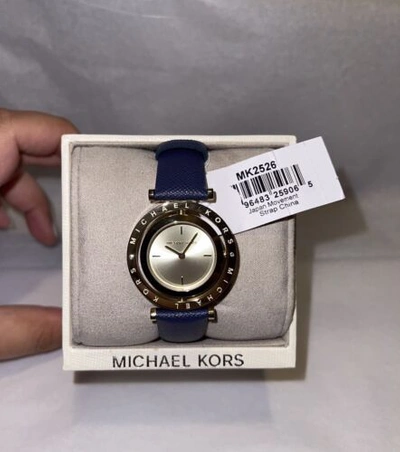 MK2526
96483 25906 5
Japan Movement
Strap China
MICHAEL KORS
MICHAEL KORS
MICHAEL KORS
MICHAEL KORS